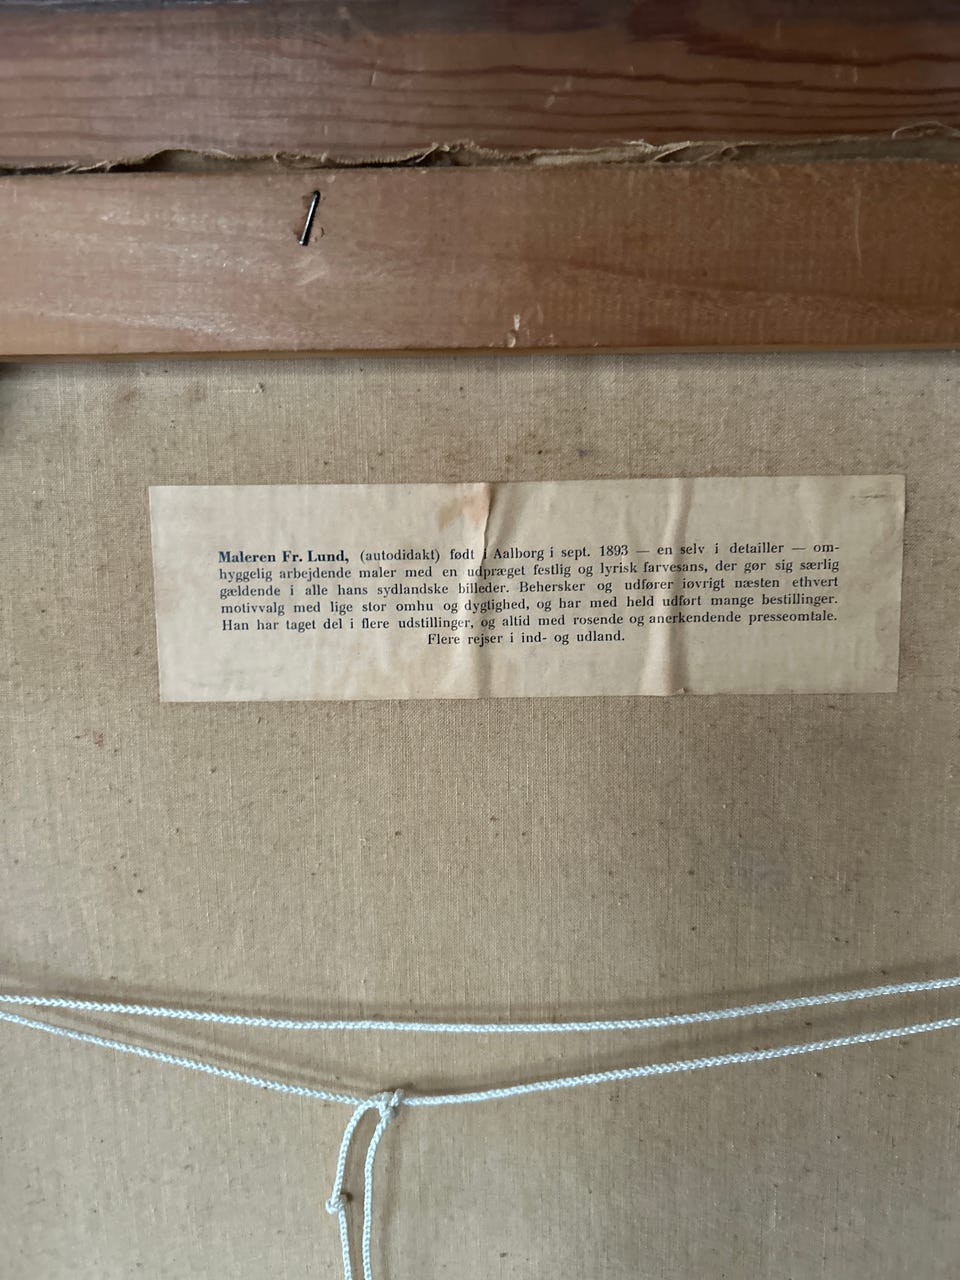 Maleren Fr. Lund, (autodidakt) født i Aalborg i sept. 1893 — en selv i detailler — om-
hyggelig arbejdende maler med en udpræget festlig og lyrisk farvesans, der gør sig særlig
gældende i alle hans sydlandske billeder. Behersker og udfører iøvrigt næsten ethvert
motivvalg med lige stor omhu og dygtighed, og har med held udført mange bestillinger.
Han har taget del i flere udstillinger, og altid med rosende og anerkendende presseomtale.
Flere rejser i ind- og udland.